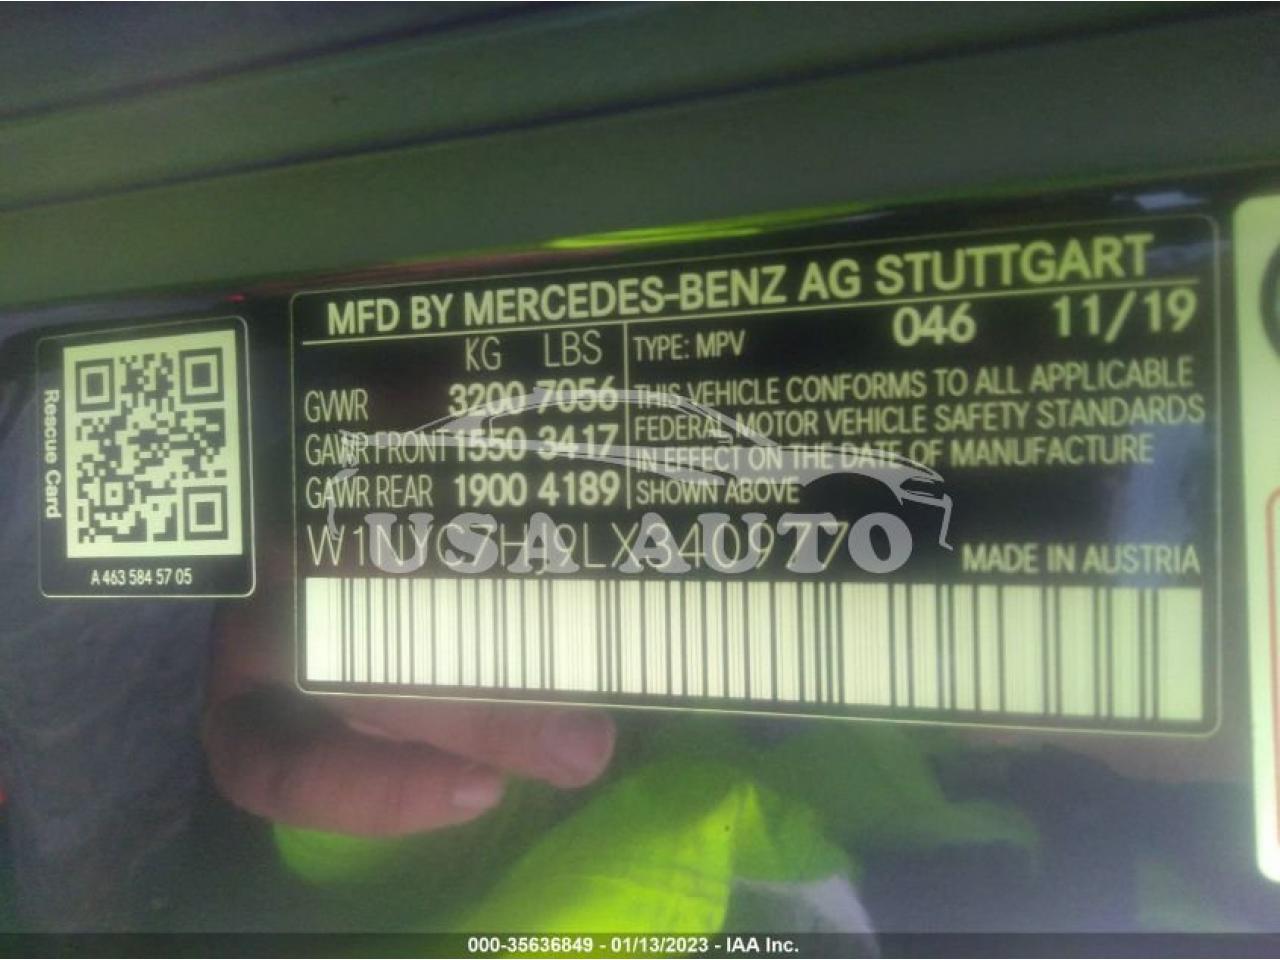 MFD BY MERCEDES-BENZ AG STUTTGART
046 11/19
KG LBS TYPE: MPV
GVWR 3200 7056
GAWR FRONT 1550 3417
GAWR REAR 1900 4189
THIS VEHICLE CONFORMS TO ALL APPLICABLE
FEDERAL MOTOR VEHICLE SAFETY STANDARDS
IN EFFECT ON THE DATE OF MANUFACTURE
SHOWN ABOVE
W1NYC7HJ9LX340977
MADE IN AUSTRIA
Rescue Card
A 463 584 57 05
USA AUTO
000-35636849 - 01/13/2023 - IAA Inc.